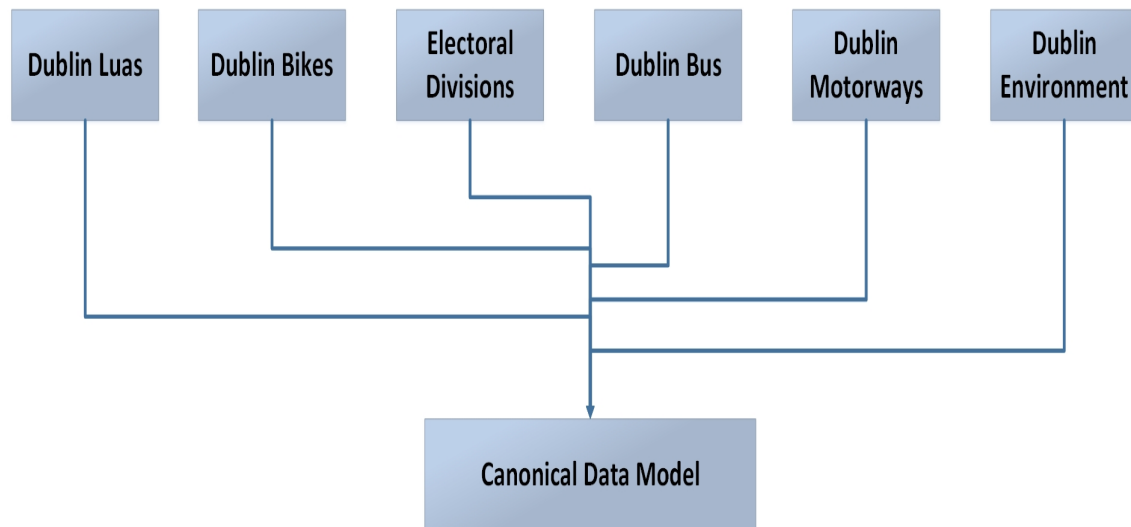 Dublin Luas
Dublin Bikes
Electoral
Divisions
Dublin Bus
Dublin
Motorways
Dublin
Environment
Canonical Data Model